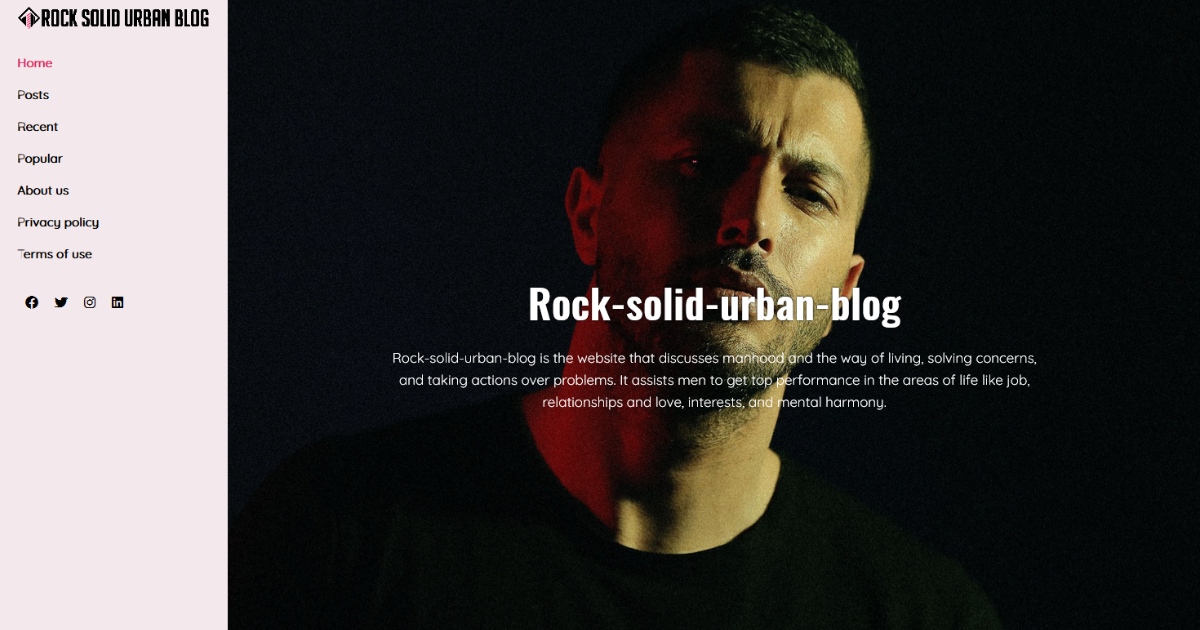 ROCK SOLID URBAN BLOG
Home
Posts
Recent
Popular
About us
Privacy policy
Terms of use
Rock-solid-urban-blog
Rock-solid-urban-blog is the website that discusses manhood and the way of living, solving concerns,
and taking actions over problems. It assists men to get top performance in the areas of life like job,
relationships and love, interests, and mental harmony.